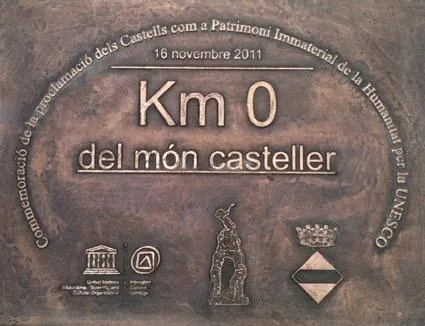 Commemoració de la proclamació dels Castells com a Patrimoni Immaterial de la Humanitat per la UNESCO
16 novembre 2011
Km 0
del món casteller
United Nations
Educational, Scientific and
Cultural Organization
Intangible
Cultural
Heritage